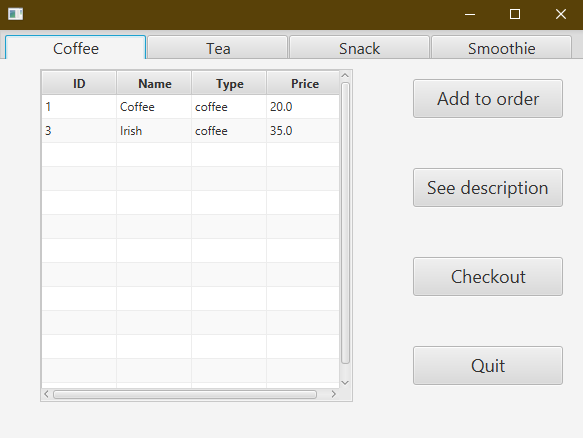 Coffee Tea Snack Smoothie
ID Name Type Price
1 Coffee coffee 20.0
3 Irish coffee 35.0
Add to order
See description
Checkout
Quit